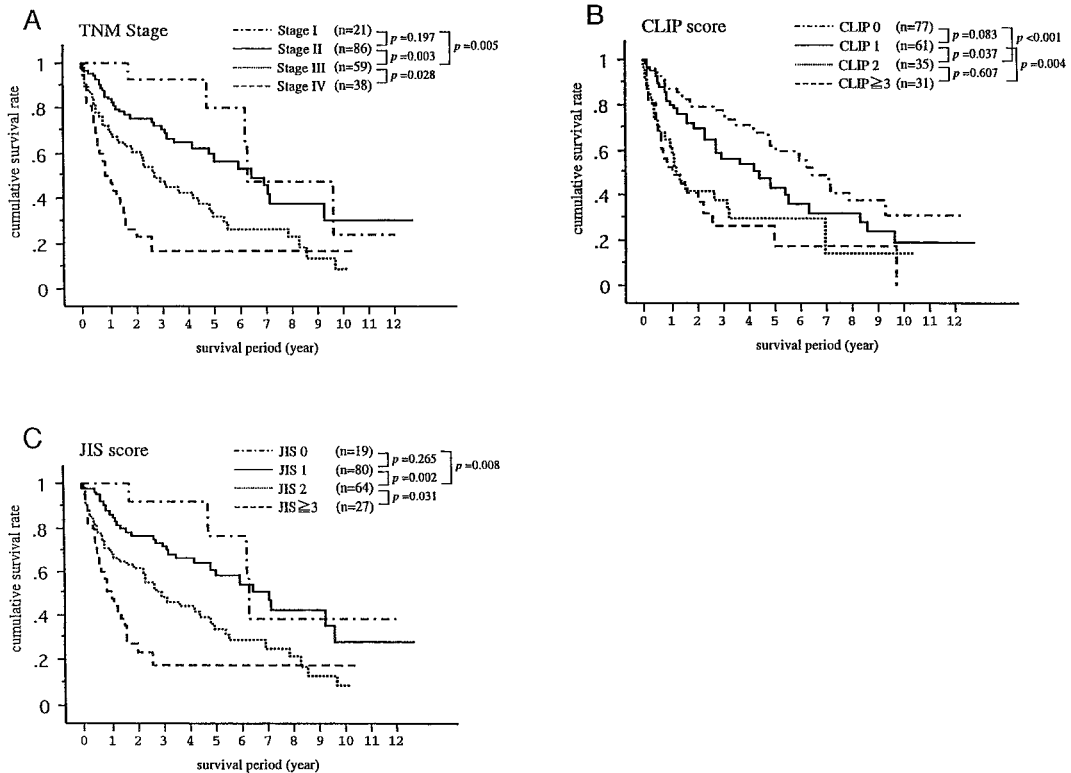 A
TNM Stage
Stage I (n=21)
Stage II (n=86)
Stage III (n=59)
Stage IV (n=38)
p =0.197
p =0.003
p =0.028
p =0.005
cumulative survival rate
1
.8
.6
.4
.2
0
0 1 2 3 4 5 6 7 8 9 10 11 12
survival period (year)
B
CLIP score
CLIP 0 (n=77)
CLIP 1 (n=61)
CLIP 2 (n=35)
CLIP≧3 (n=31)
p =0.083
p =0.037
p =0.607
p <0.001
p =0.004
cumulative survival rate
1
.8
.6
.4
.2
0
0 1 2 3 4 5 6 7 8 9 10 11 12
survival period (year)
C
JIS score
JIS 0 (n=19)
JIS 1 (n=80)
JIS 2 (n=64)
JIS≧3 (n=27)
p =0.265
p =0.002
p =0.031
p =0.008
cumulative survival rate
1
.8
.6
.4
.2
0
0 1 2 3 4 5 6 7 8 9 10 11 12
survival period (year)